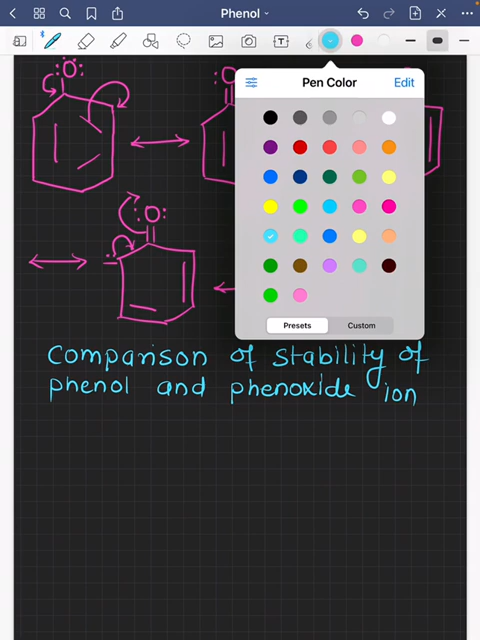 Phenol
T
:Ö:
Pen Color
Edit
:O:
Presets
Custom
Comparison of stability of
phenol and phenoxide ion